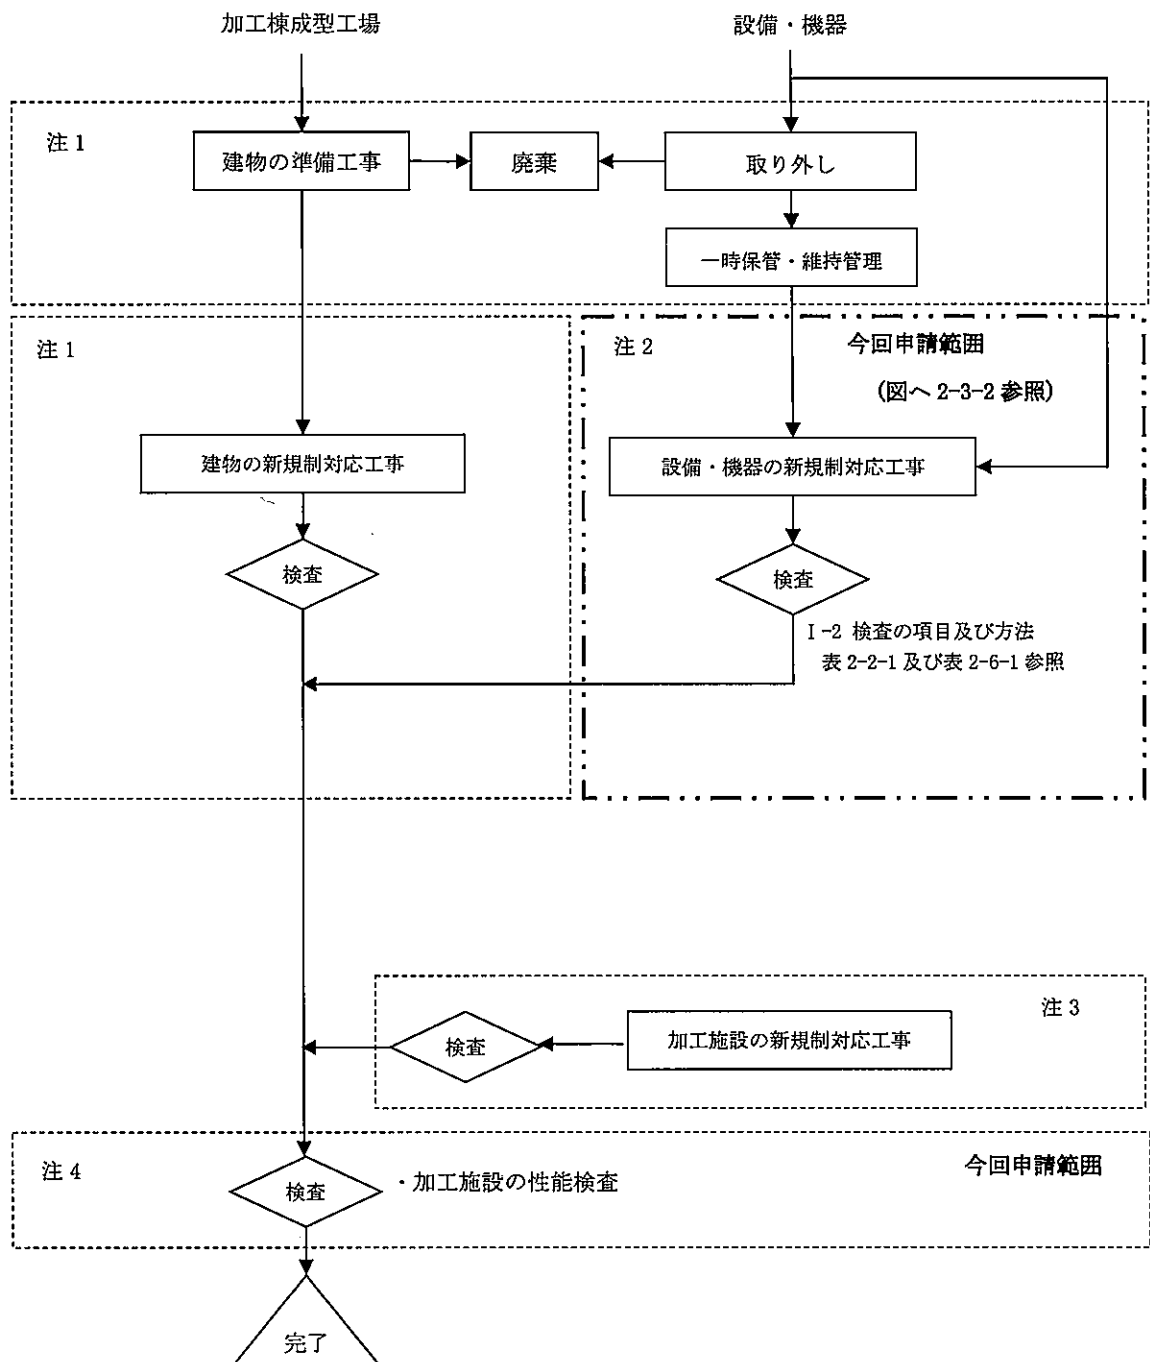 加工棟成型工場
設備・機器
注 1
建物の準備工事
廃棄
取り外し
一時保管・維持管理
注 1
建物の新規制対応工事
検査
注 2
今回申請範囲
(図へ 2-3-2 参照)
設備・機器の新規制対応工事
検査
Ⅰ-2 検査の項目及び方法
表 2-2-1 及び表 2-6-1 参照
注 3
検査
加工施設の新規制対応工事
注 4
今回申請範囲
検査
・加工施設の性能検査
完了